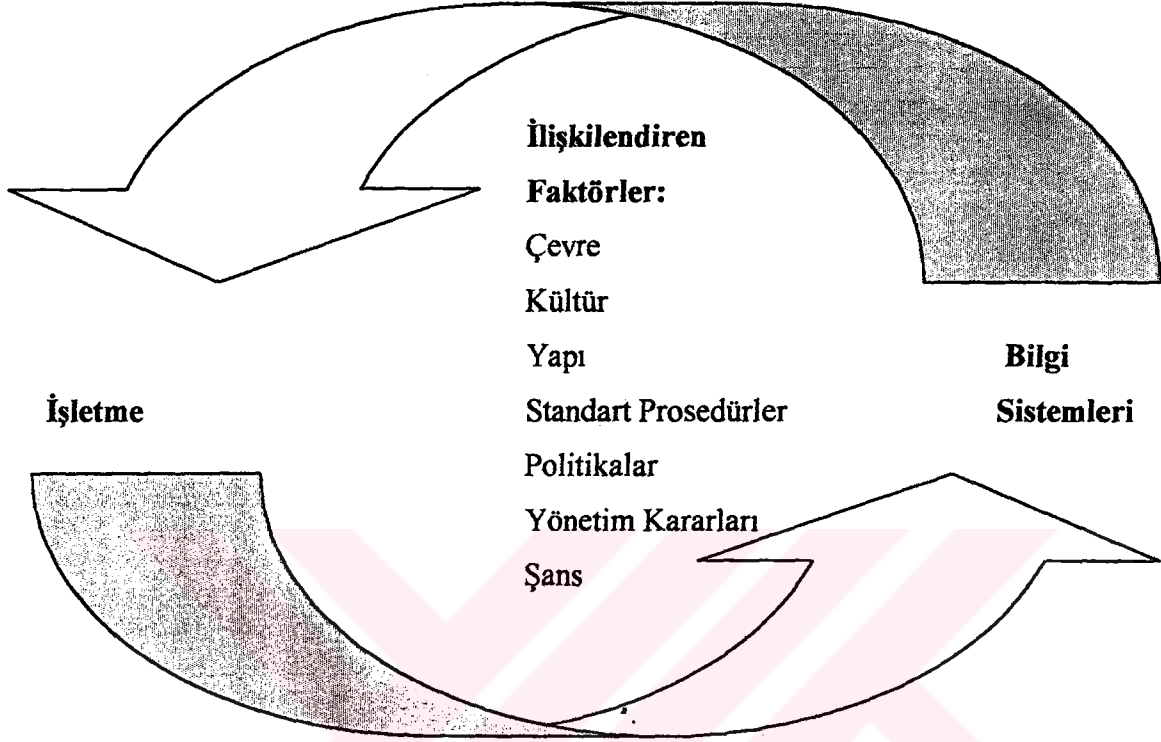 İlişkilendiren
Faktörler:
Çevre
Kültür
Yapı
Standart Prosedürler
Politikalar
Yönetim Kararları
Şans
İşletme
Bilgi
Sistemleri